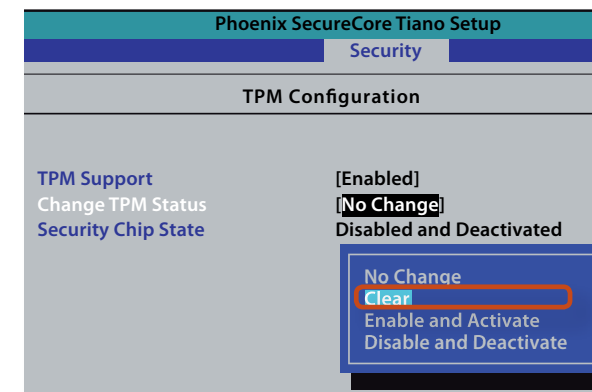 Phoenix SecureCore Tiano Setup
Security
TPM Configuration
TPM Support [Enabled]
Change TPM Status [No Change]
Security Chip State Disabled and Deactivated
No Change
Clear
Enable and Activate
Disable and Deactivate